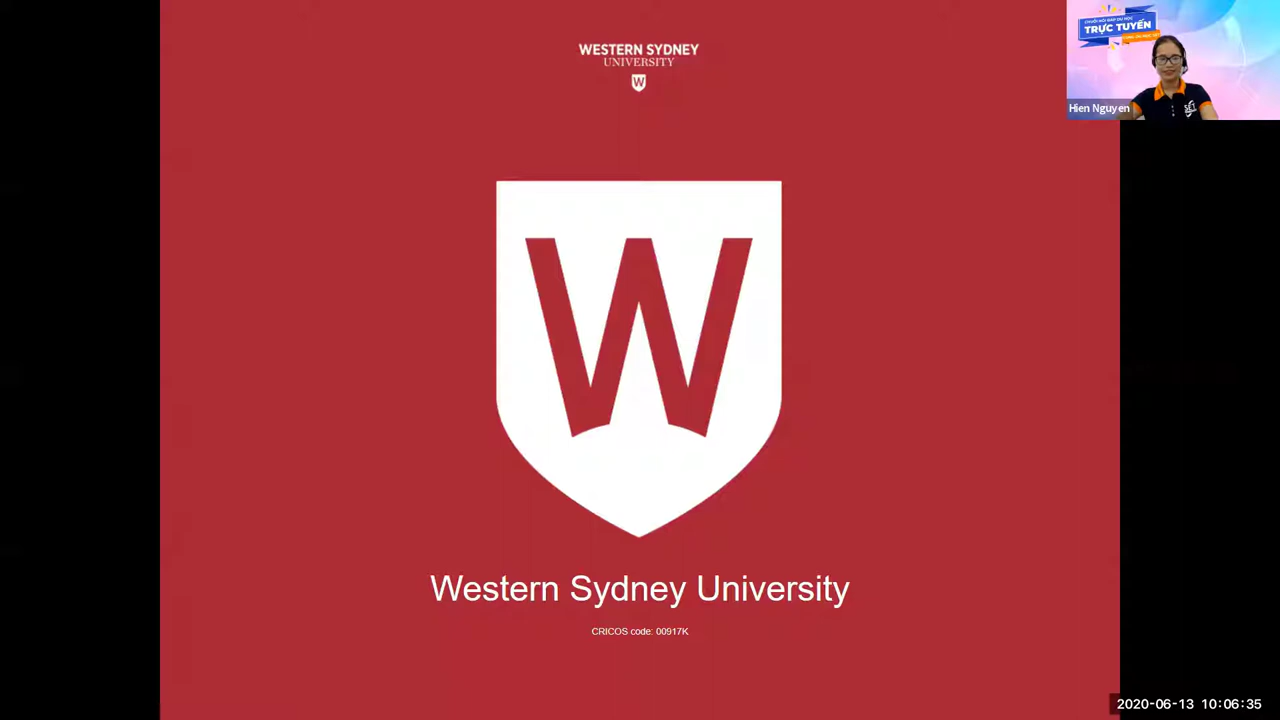 WESTERN SYDNEY
UNIVERSITY
W
W
Western Sydney University
CRICOS code: 00917K
TRỰC TUYẾN
Hien Nguyen
2020-06-13 10:06:35